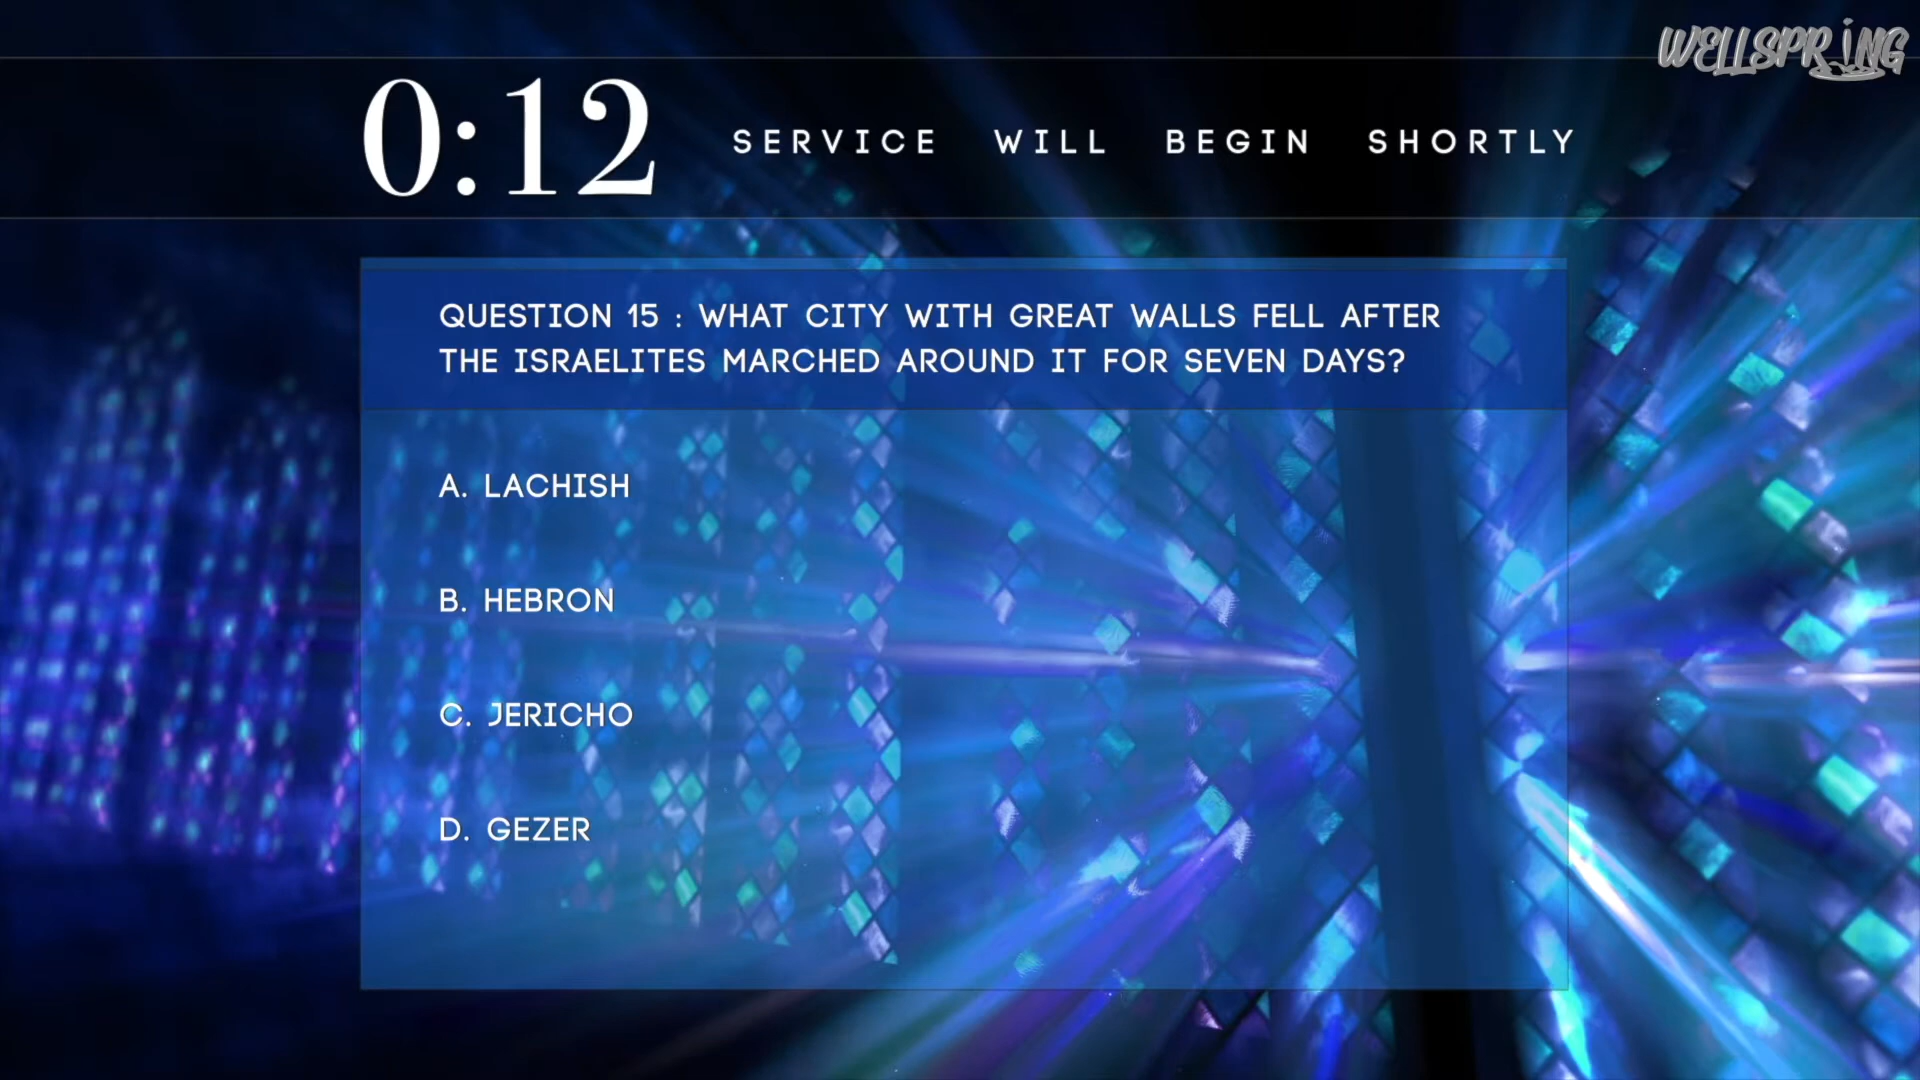 WELLSPRING
0:12 SERVICE WILL BEGIN SHORTLY
QUESTION 15 : WHAT CITY WITH GREAT WALLS FELL AFTER
THE ISRAELITES MARCHED AROUND IT FOR SEVEN DAYS?
A. LACHISH
B. HEBRON
C. JERICHO
D. GEZER